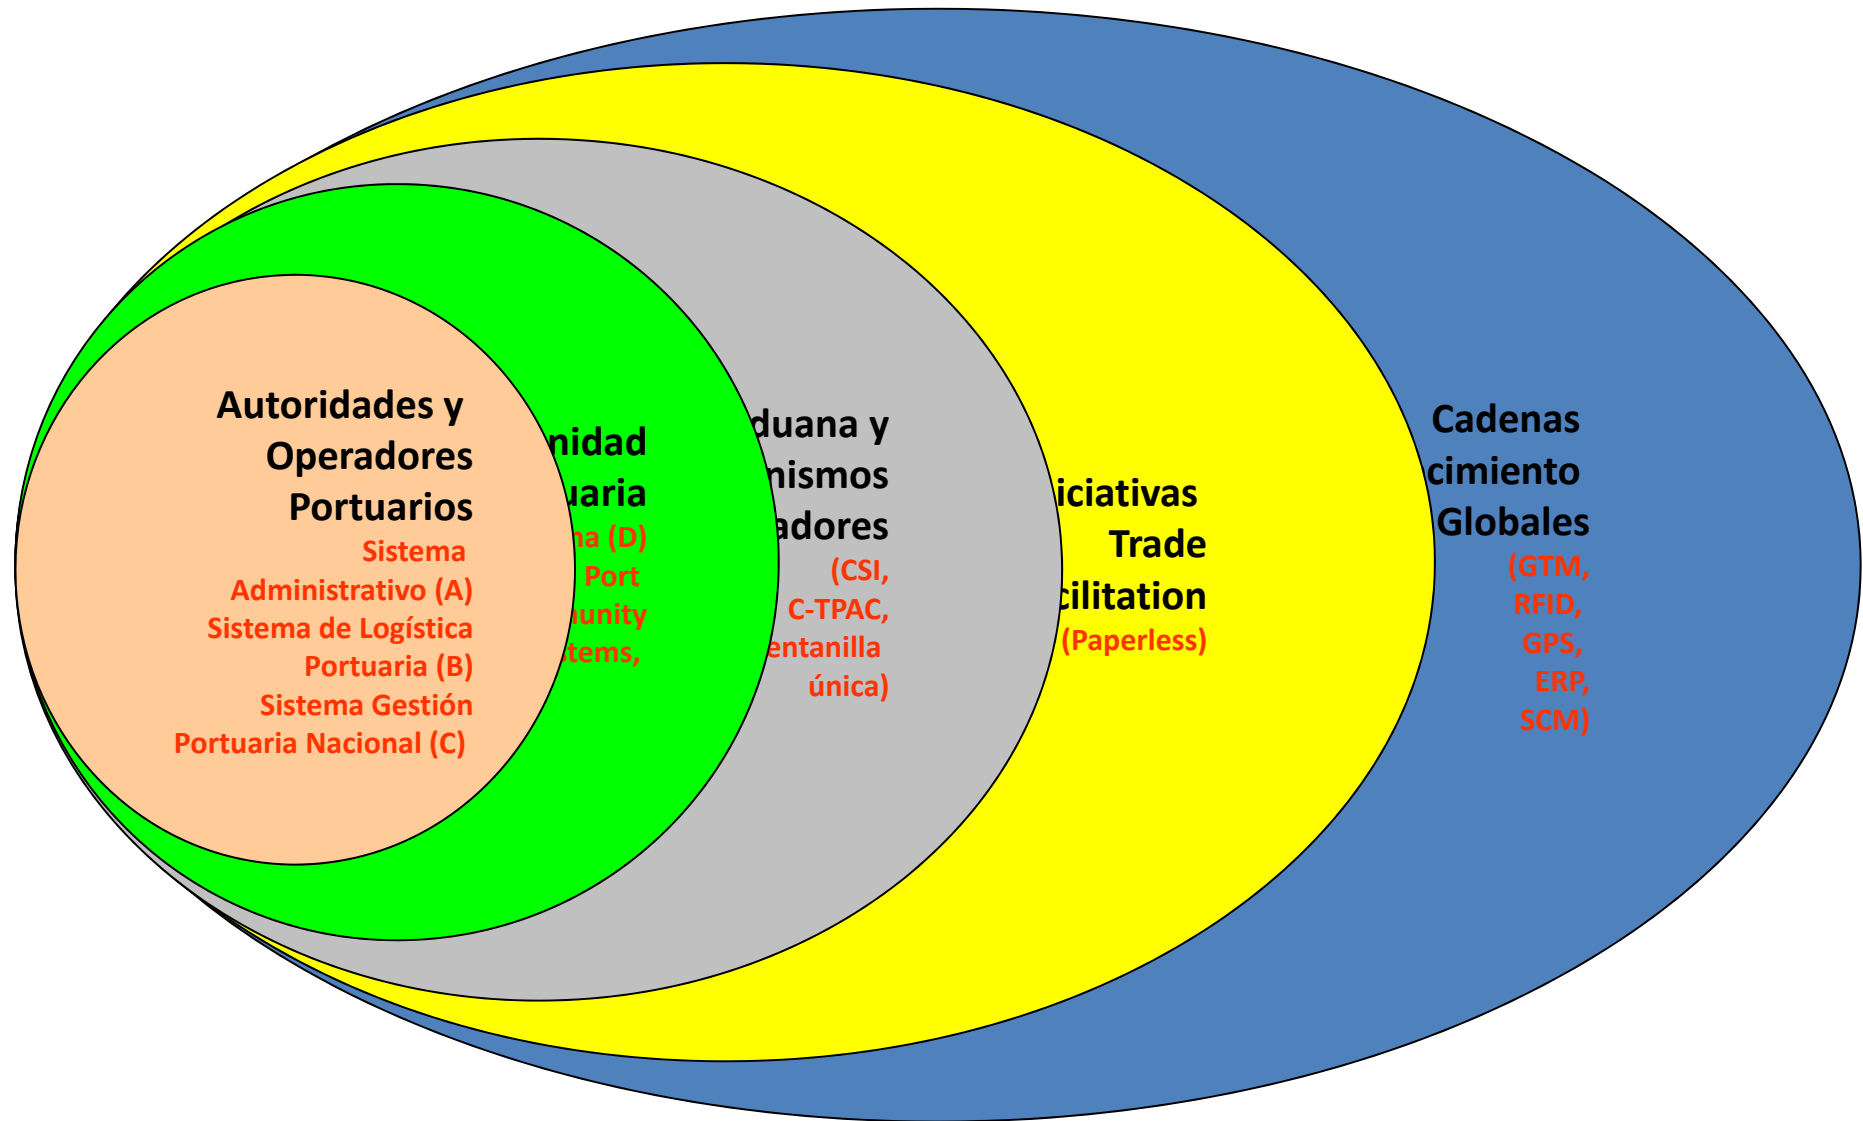 Autoridades y
Operadores
Portuarios
Sistema
Administrativo (A)
Sistema de Logística
Portuaria (B)
Sistema Gestión
Portuaria Nacional (C)
nidad
uaria
na (D)
Port
unity
tems,
duana y
nismos
adores
(CSI,
C-TPAC,
entanilla
única)
iciativas
Trade
cilitation
(Paperless)
Cadenas
cimiento
Globales
(GTM,
RFID,
GPS,
ERP,
SCM)